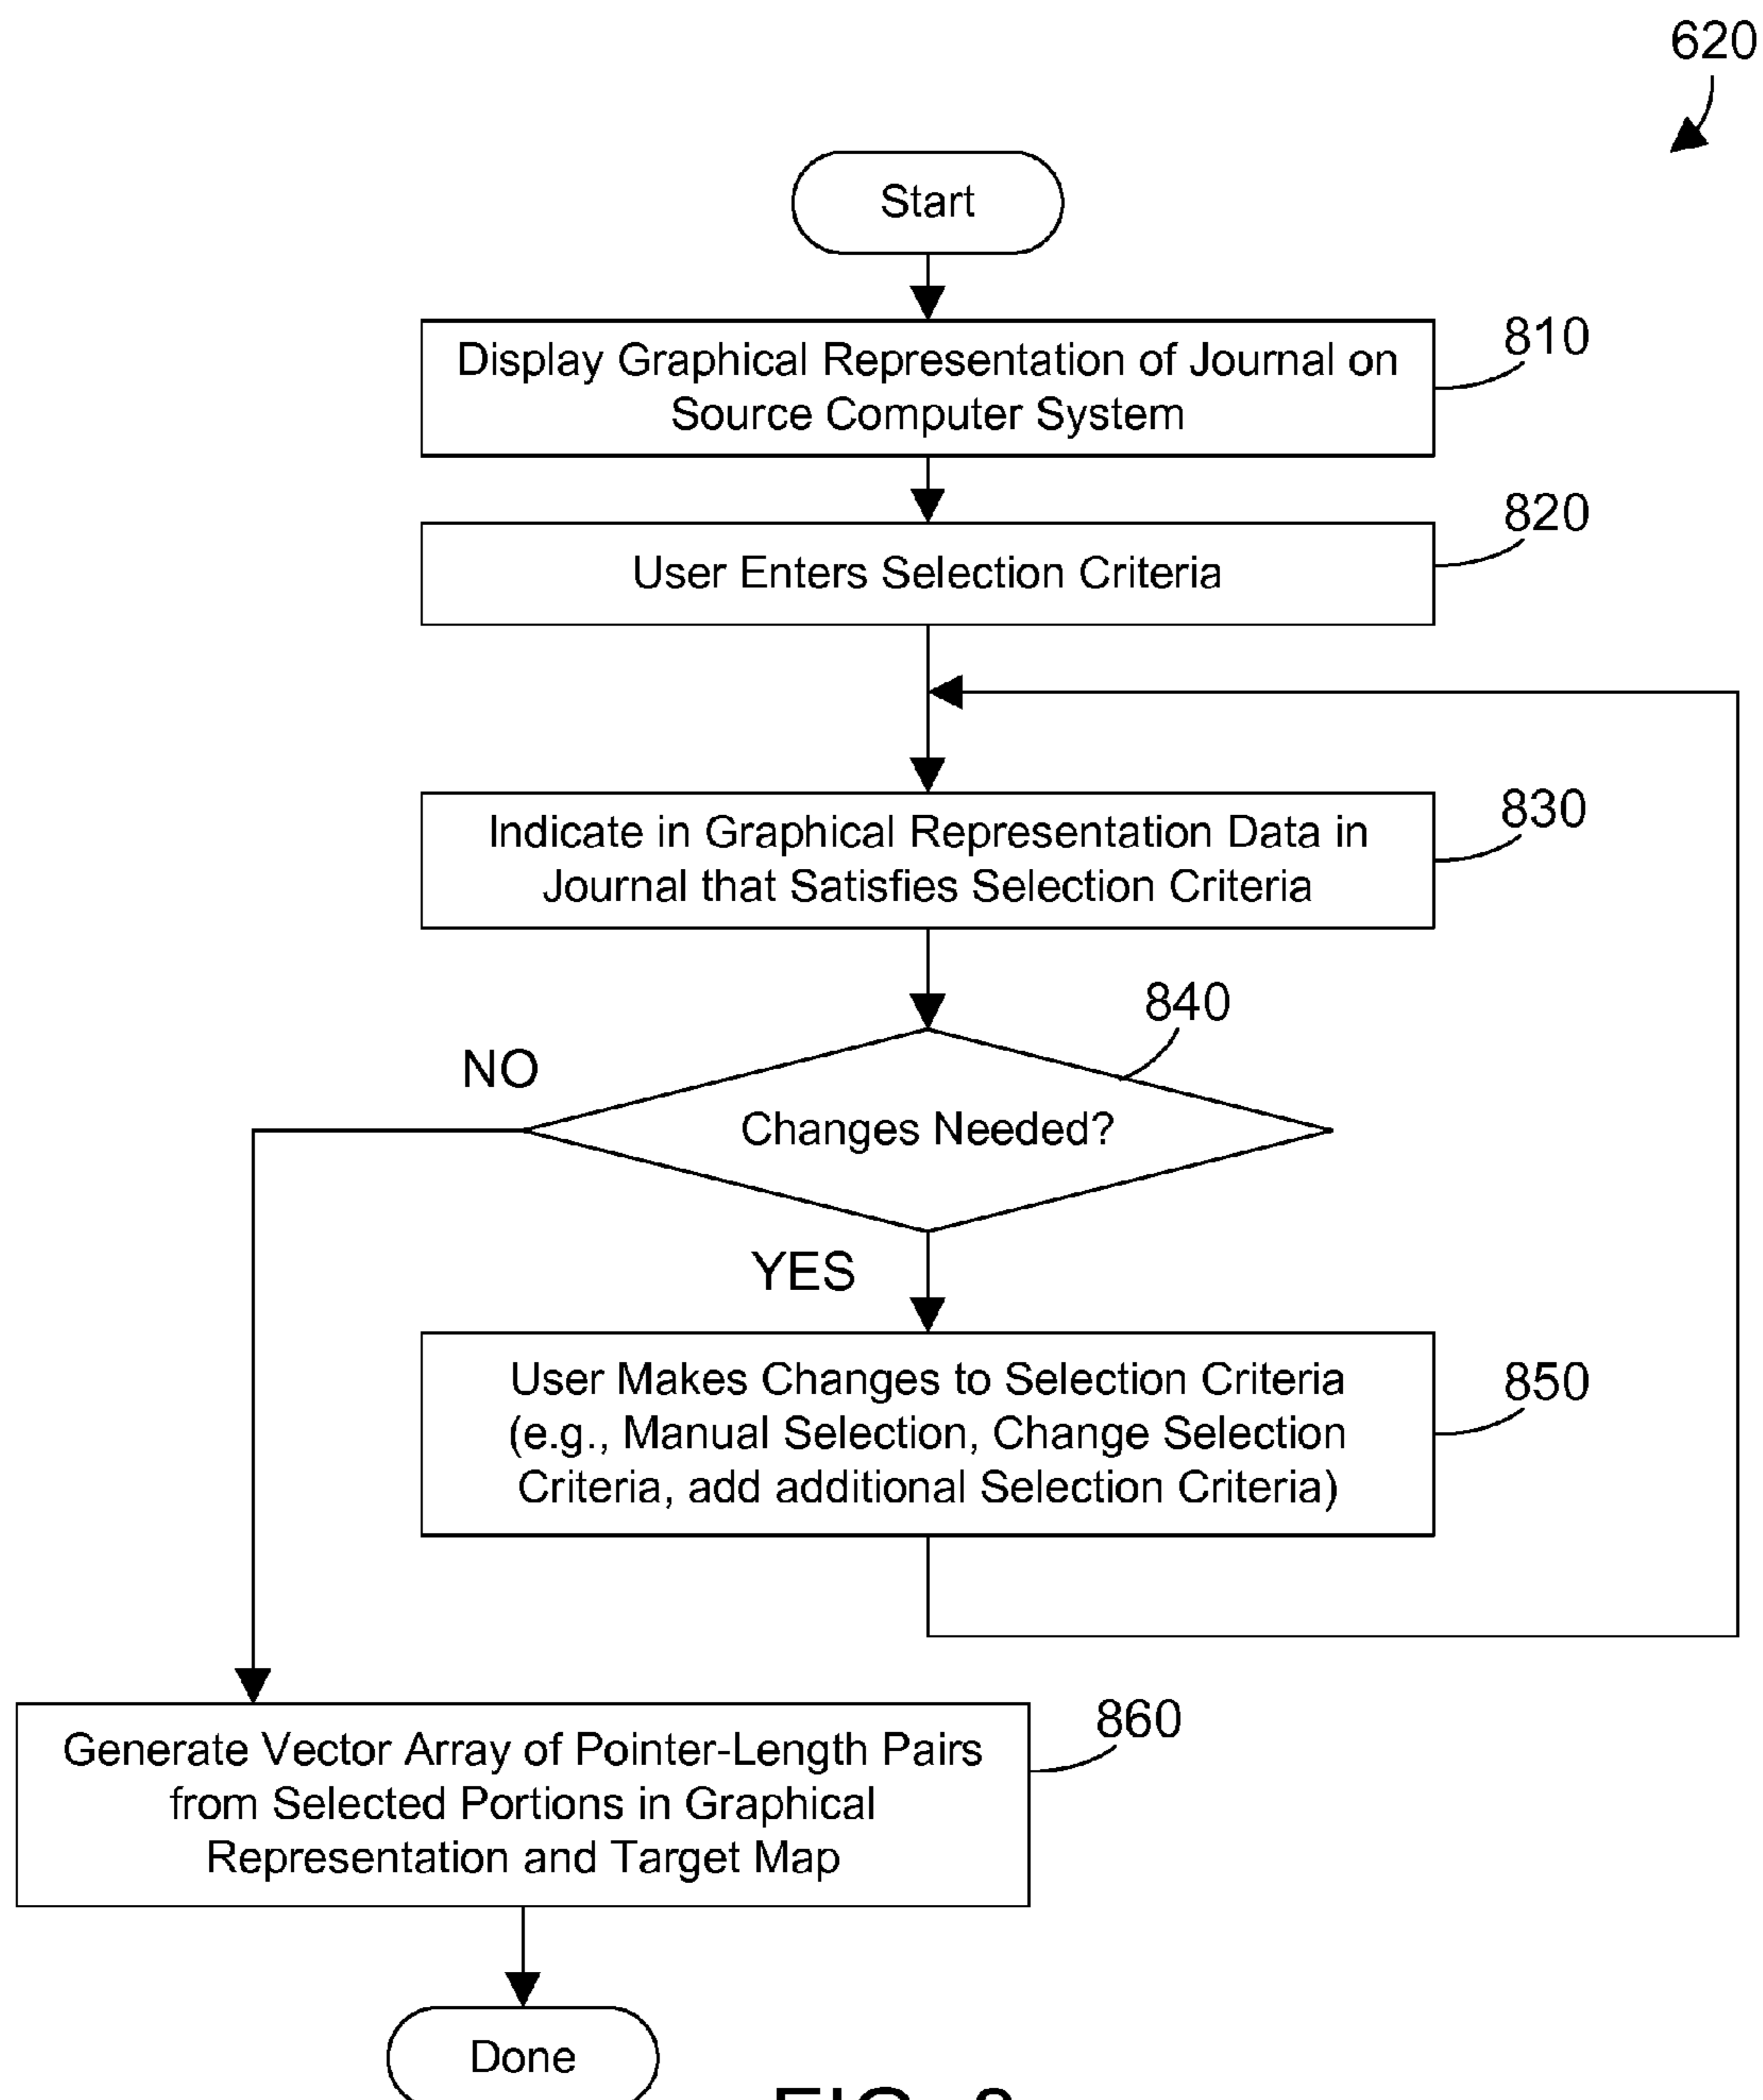 620
Start
Display Graphical Representation of Journal on
Source Computer System
810
User Enters Selection Criteria
820
Indicate in Graphical Representation Data in
Journal that Satisfies Selection Criteria
830
840
NO
Changes Needed?
YES
User Makes Changes to Selection Criteria
(e.g., Manual Selection, Change Selection
Criteria, add additional Selection Criteria)
850
Generate Vector Array of Pointer-Length Pairs
from Selected Portions in Graphical
Representation and Target Map
860
Done
FIG.